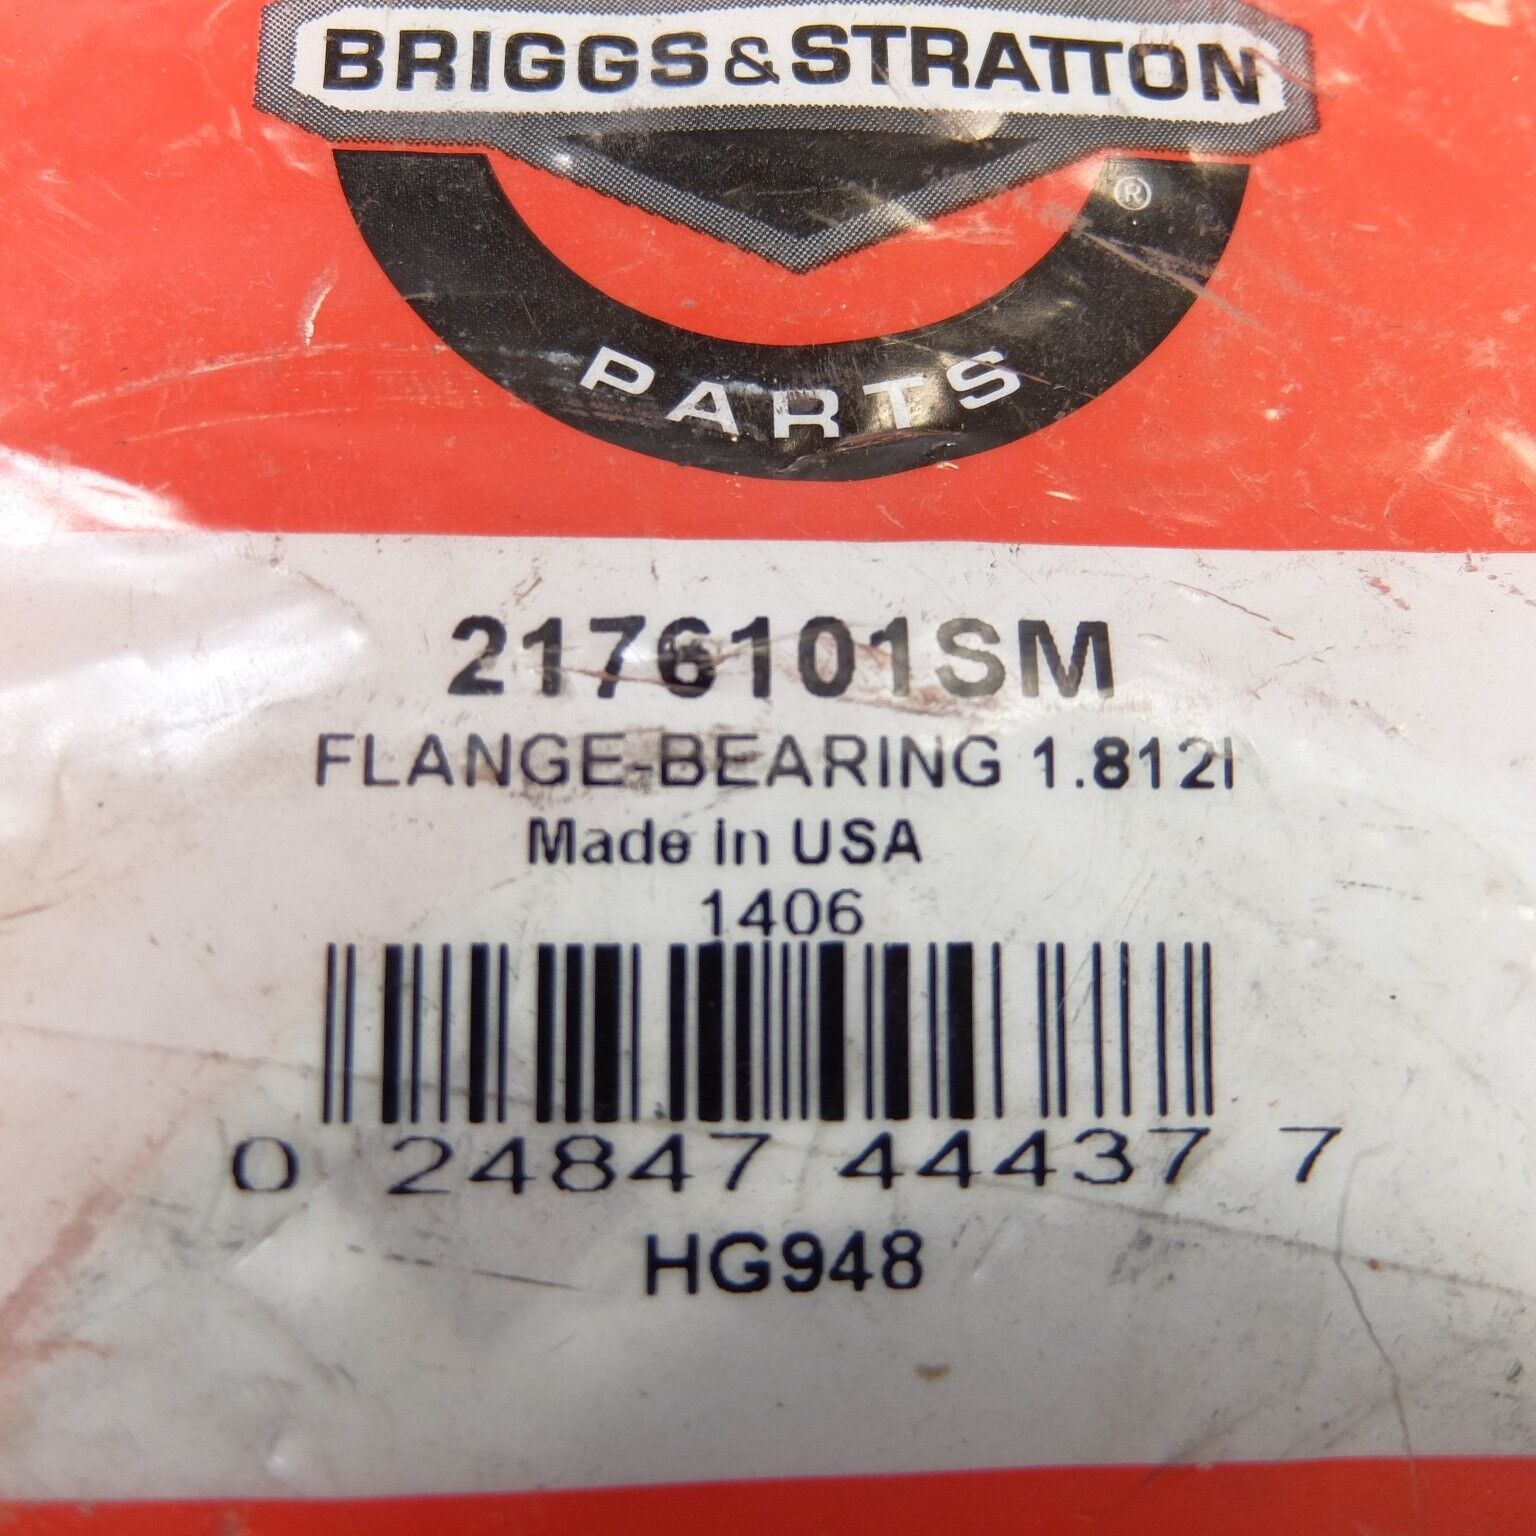 BRIGGS&STRATTON
®
PARTS
2176101SM
FLANGE-BEARING 1.812I
Made in USA
1406
0 24847 44437 7
HG948